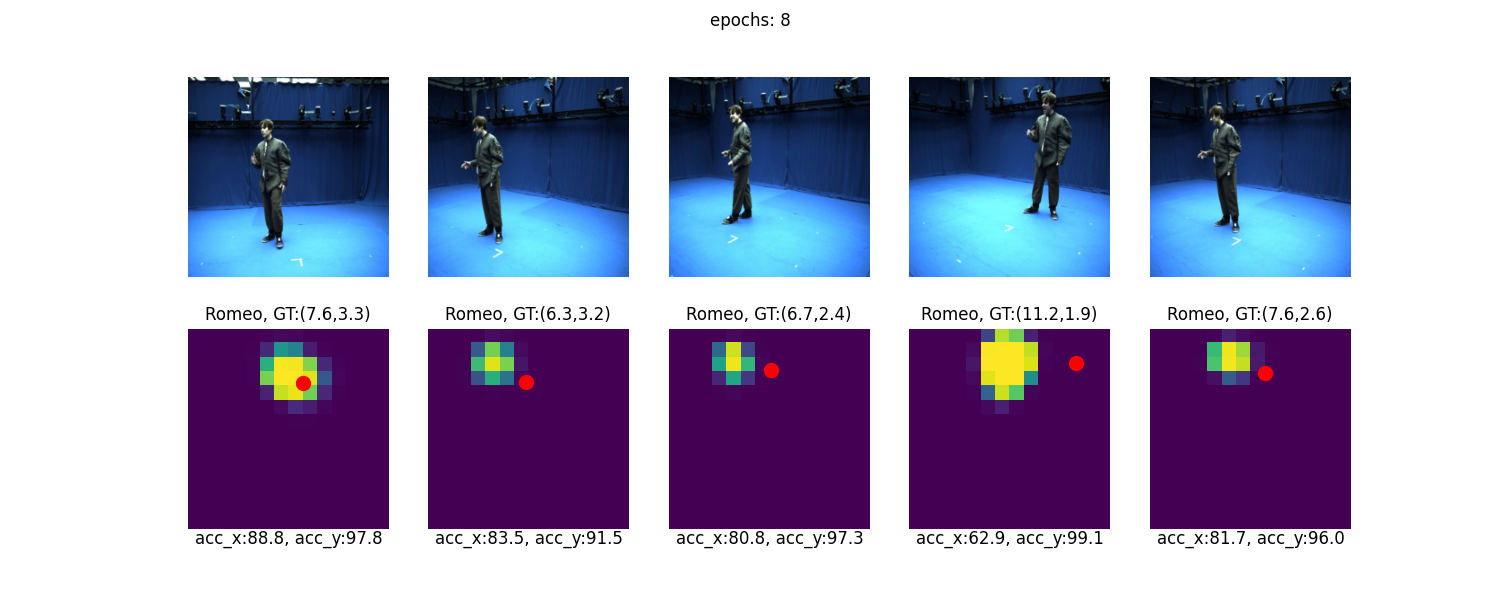 epochs: 8
Romeo, GT:(7.6,3.3)
Romeo, GT:(6.3,3.2)
Romeo, GT:(6.7,2.4)
Romeo, GT:(11.2,1.9)
Romeo, GT:(7.6,2.6)
acc_x:88.8, acc_y:97.8
acc_x:83.5, acc_y:91.5
acc_x:80.8, acc_y:97.3
acc_x:62.9, acc_y:99.1
acc_x:81.7, acc_y:96.0